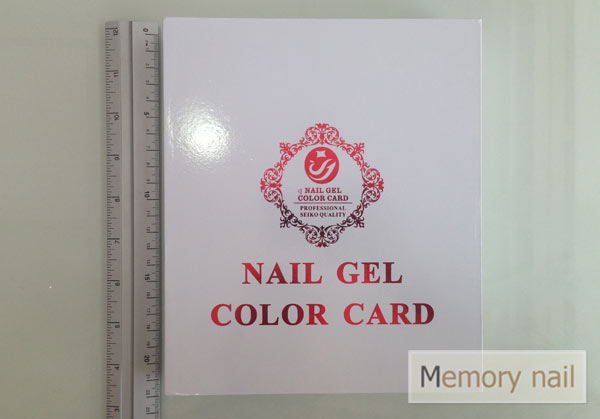 NAIL GEL
COLOR CARD
PROFESSIONAL
SEIKO QUALITY
NAIL GEL
COLOR CARD
Memory nail